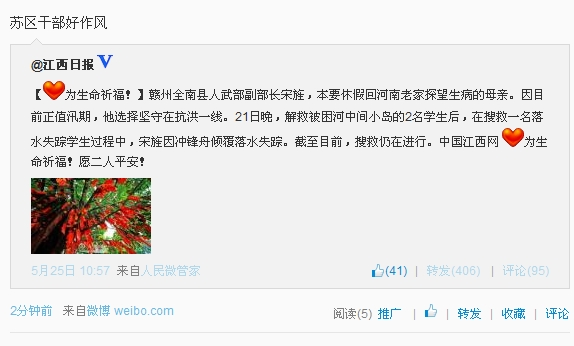 苏区干部好作风
@江西日报
【为生命祈福!】赣州全南县人武部副部长宋旌，本要休假回河南老家探望生病的母亲。因目
前正值汛期，他选择坚守在抗洪一线。21日晚，解救被困河中间小岛的2名学生后，在搜救一名落
水失踪学生过程中，宋旌因冲锋舟倾覆落水失踪。截至目前，搜救仍在进行。中国江西网为生
命祈福！愿二人平安！
5月25日 10:57 来自人民微管家 (41) | 转发(406) | 评论(95)
2分钟前 来自微博 weibo.com 阅读(5) 推广 | | 转发 | 收藏 | 评论